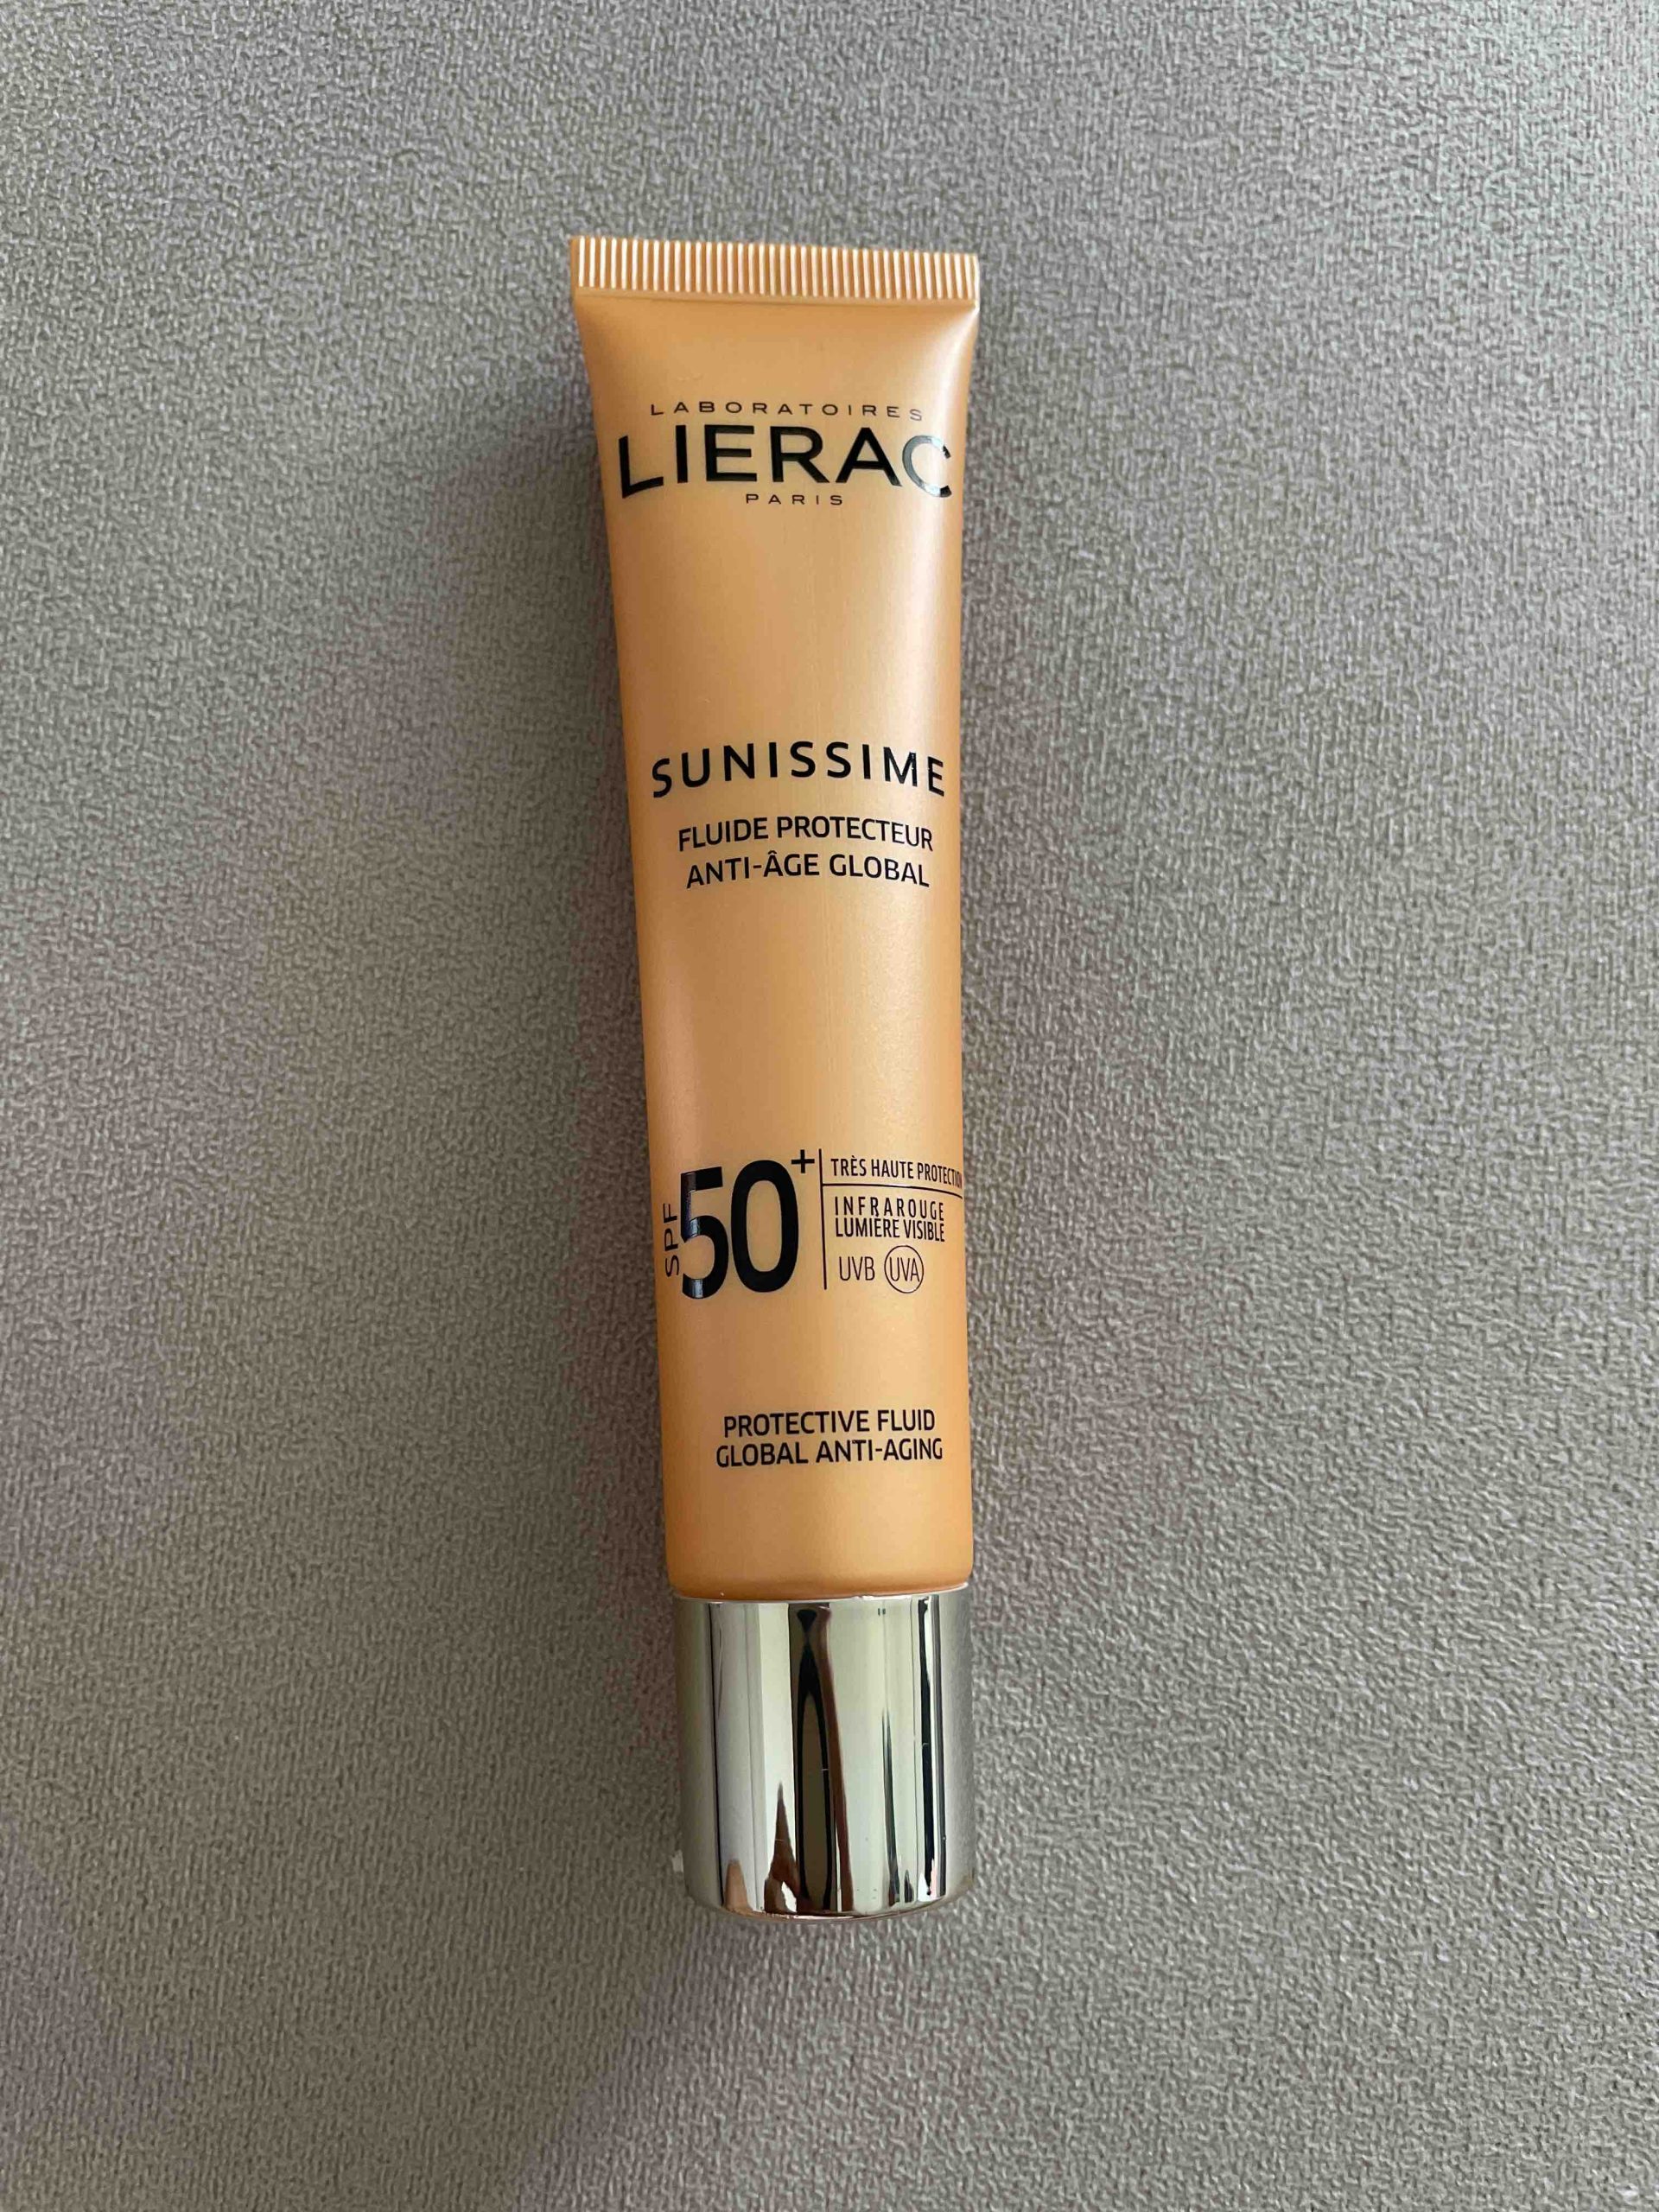 LABORATOIRES
LIERAC
PARIS
SUNISSIME
FLUIDE PROTECTEUR
ANTI-ÂGE GLOBAL
SPF 50+
TRÈS HAUTE PROTECTION
INFRAROUGE
LUMIÈRE VISIBLE
UVB UVA
PROTECTIVE FLUID
GLOBAL ANTI-AGING